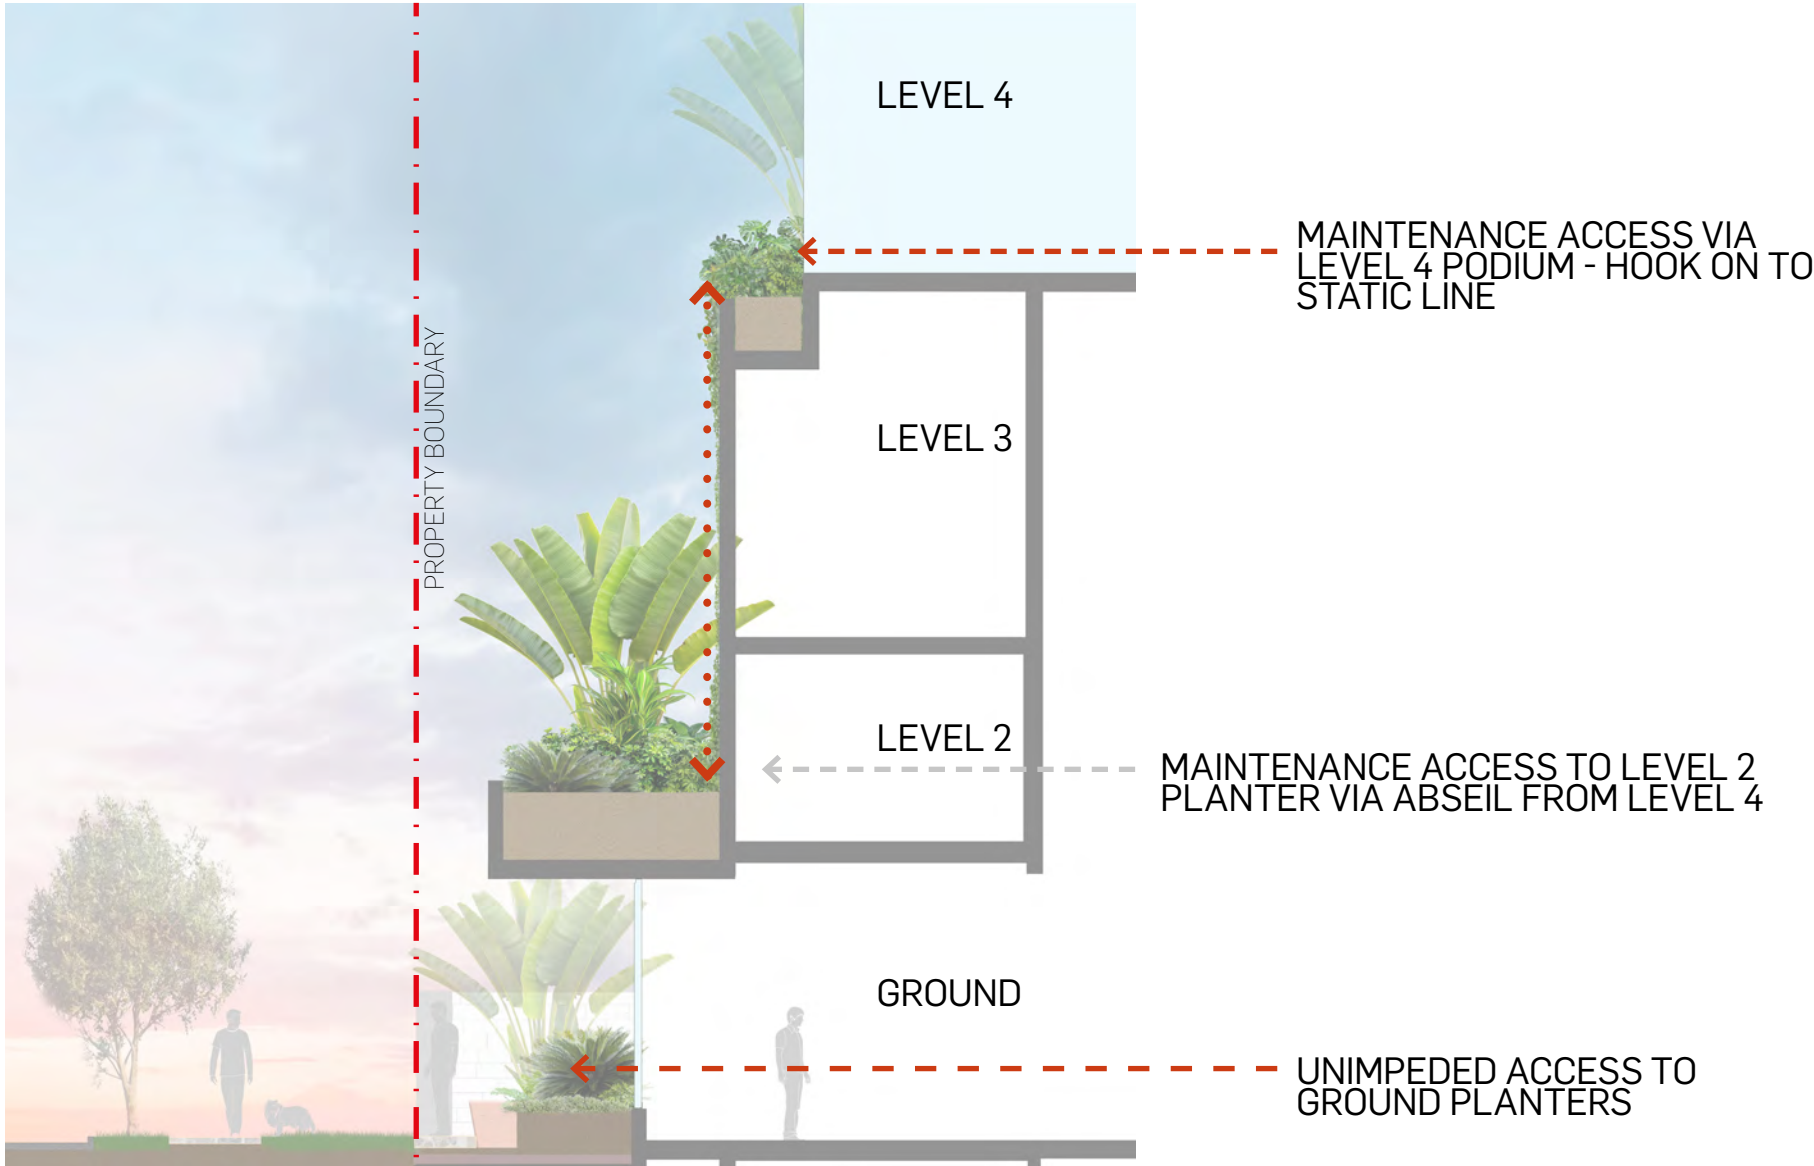 LEVEL 4
MAINTENANCE ACCESS VIA
LEVEL 4 PODIUM - HOOK ON TO
STATIC LINE
PROPERTY BOUNDARY
LEVEL 3
LEVEL 2
MAINTENANCE ACCESS TO LEVEL 2
PLANTER VIA ABSEIL FROM LEVEL 4
GROUND
UNIMPEDED ACCESS TO
GROUND PLANTERS